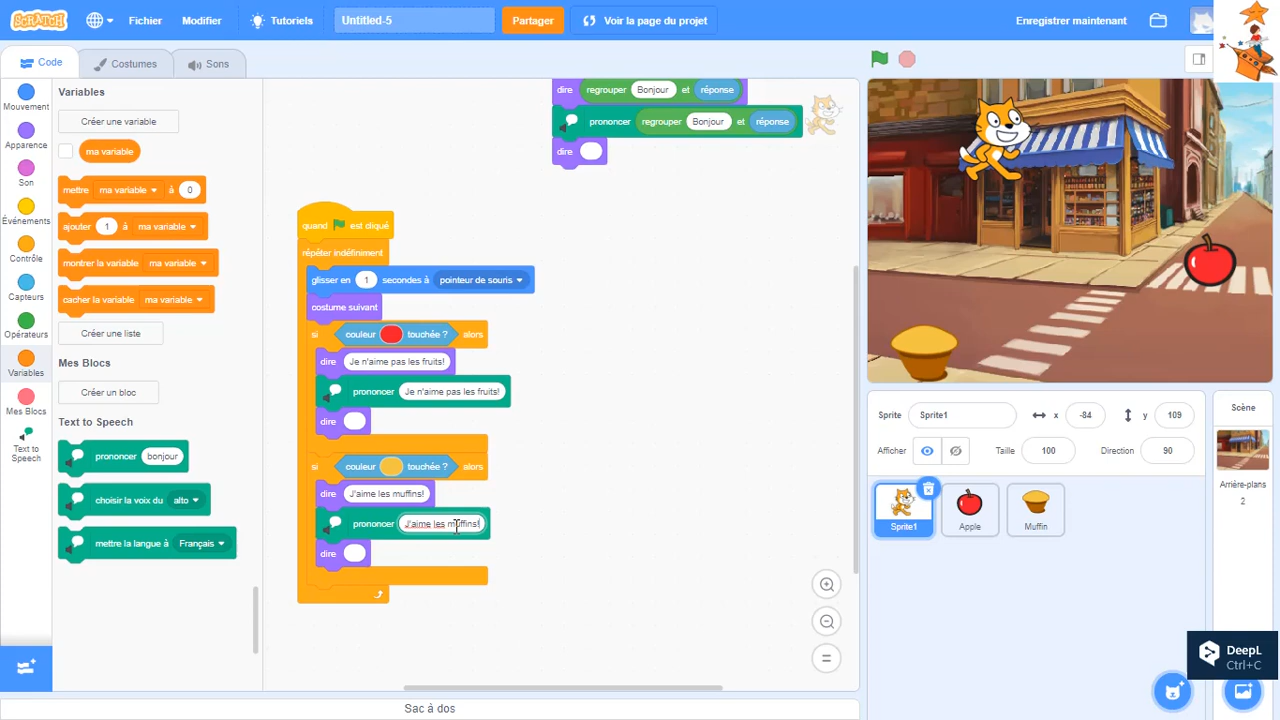 SCRATCH
Fichier
Modifier
Tutoriels
Untitled-5
Partager
Voir la page du projet
Enregistrer maintenant
Code
Costumes
Sons
Mouvement
Apparence
Son
Événements
Contrôle
Capteurs
Opérateurs
Variables
Mes Blocs
Text to
Speech
Variables
Créer une variable
ma variable
mettre ma variable à 0
ajouter 1 à ma variable
montrer la variable ma variable
cacher la variable ma variable
Créer une liste
Mes Blocs
Créer un bloc
Text to Speech
prononcer bonjour
choisir la voix du alto
mettre la langue à Français
dire regrouper Bonjour et réponse
prononcer regrouper Bonjour et réponse
dire
quand est cliqué
répéter indéfiniment
glisser en 1 secondes à pointeur de souris
costume suivant
si couleur touchée ? alors
dire Je n'aime pas les fruits!
prononcer Je n'aime pas les fruits!
dire
si couleur touchée ? alors
dire J'aime les muffins!
prononcer J'aime les muffins!
dire
Sprite Sprite1 x -84 y 109
Afficher Taille 100 Direction 90
Sprite1
Apple
Muffin
Scène
Arrière-plans
2
DeepL
Ctrl+C
Sac à dos